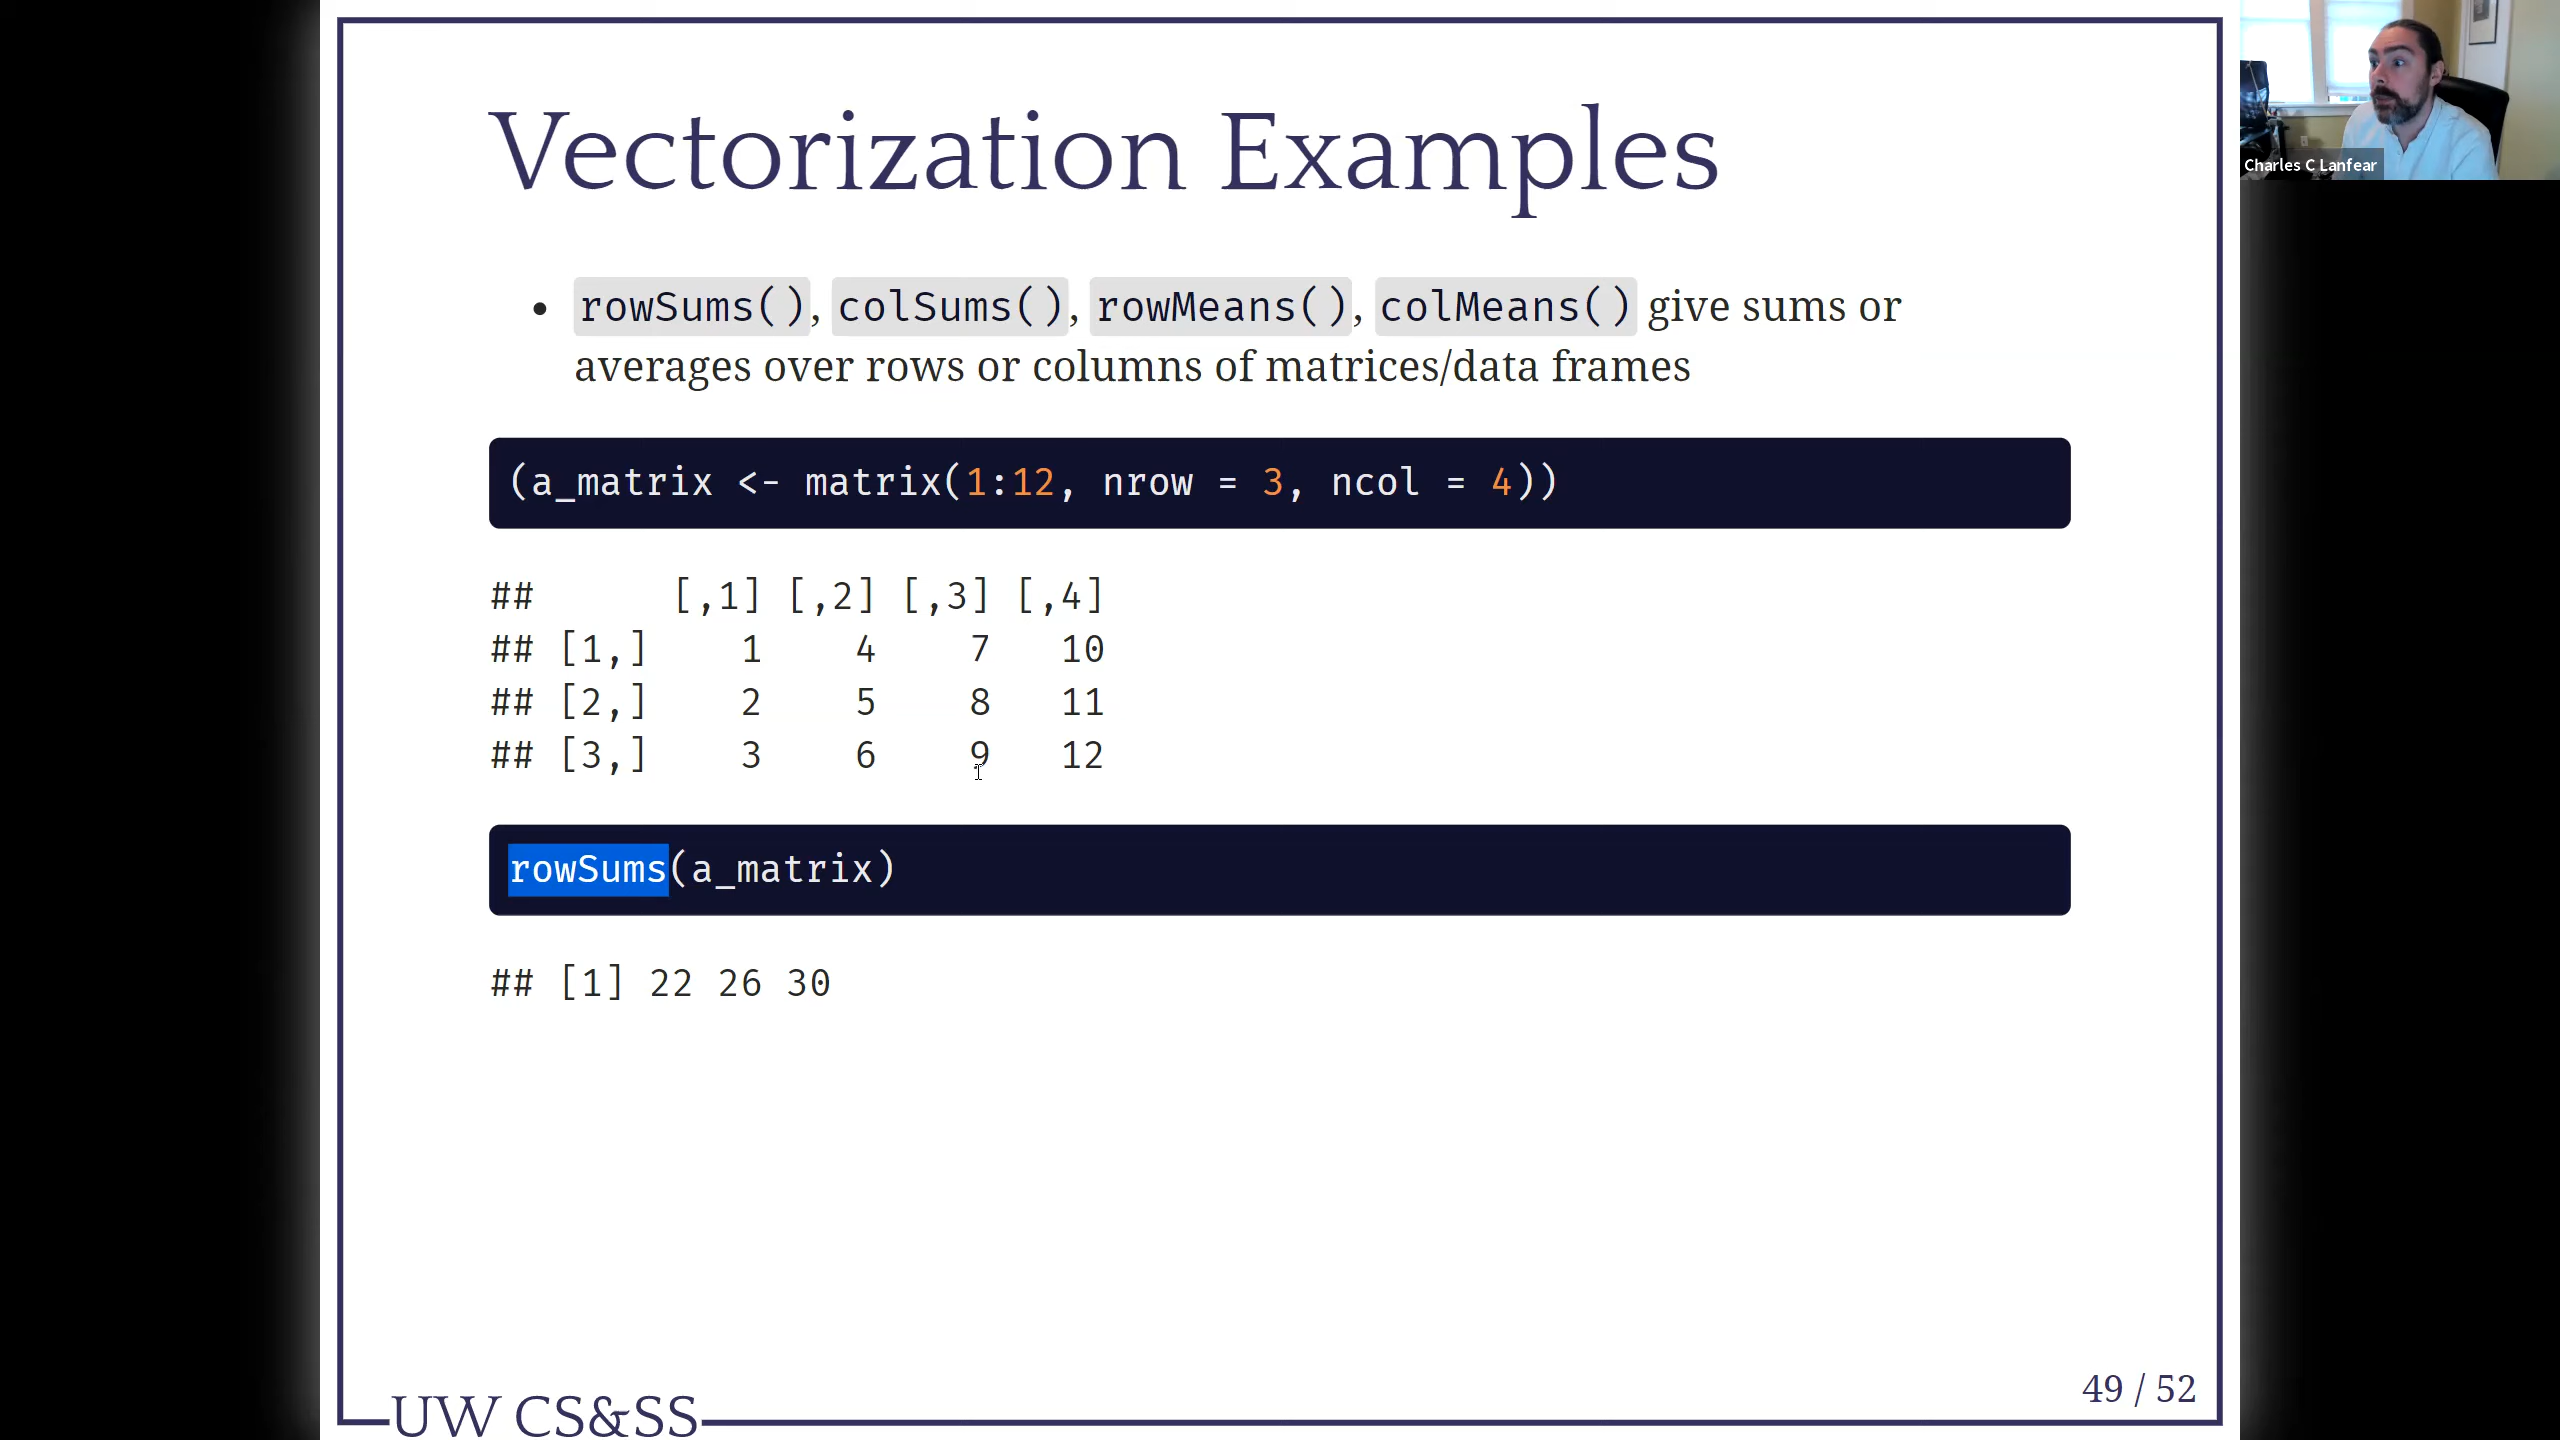 Vectorization Examples
• rowSums(), colSums(), rowMeans(), colMeans() give sums or
averages over rows or columns of matrices/data frames
(a_matrix <- matrix(1:12, nrow = 3, ncol = 4))
##      [,1] [,2] [,3] [,4]
## [1,]    1    4    7   10
## [2,]    2    5    8   11
## [3,]    3    6    9   12
rowSums(a_matrix)
## [1] 22 26 30
UW CS&SS
49 / 52
Charles C Lanfear